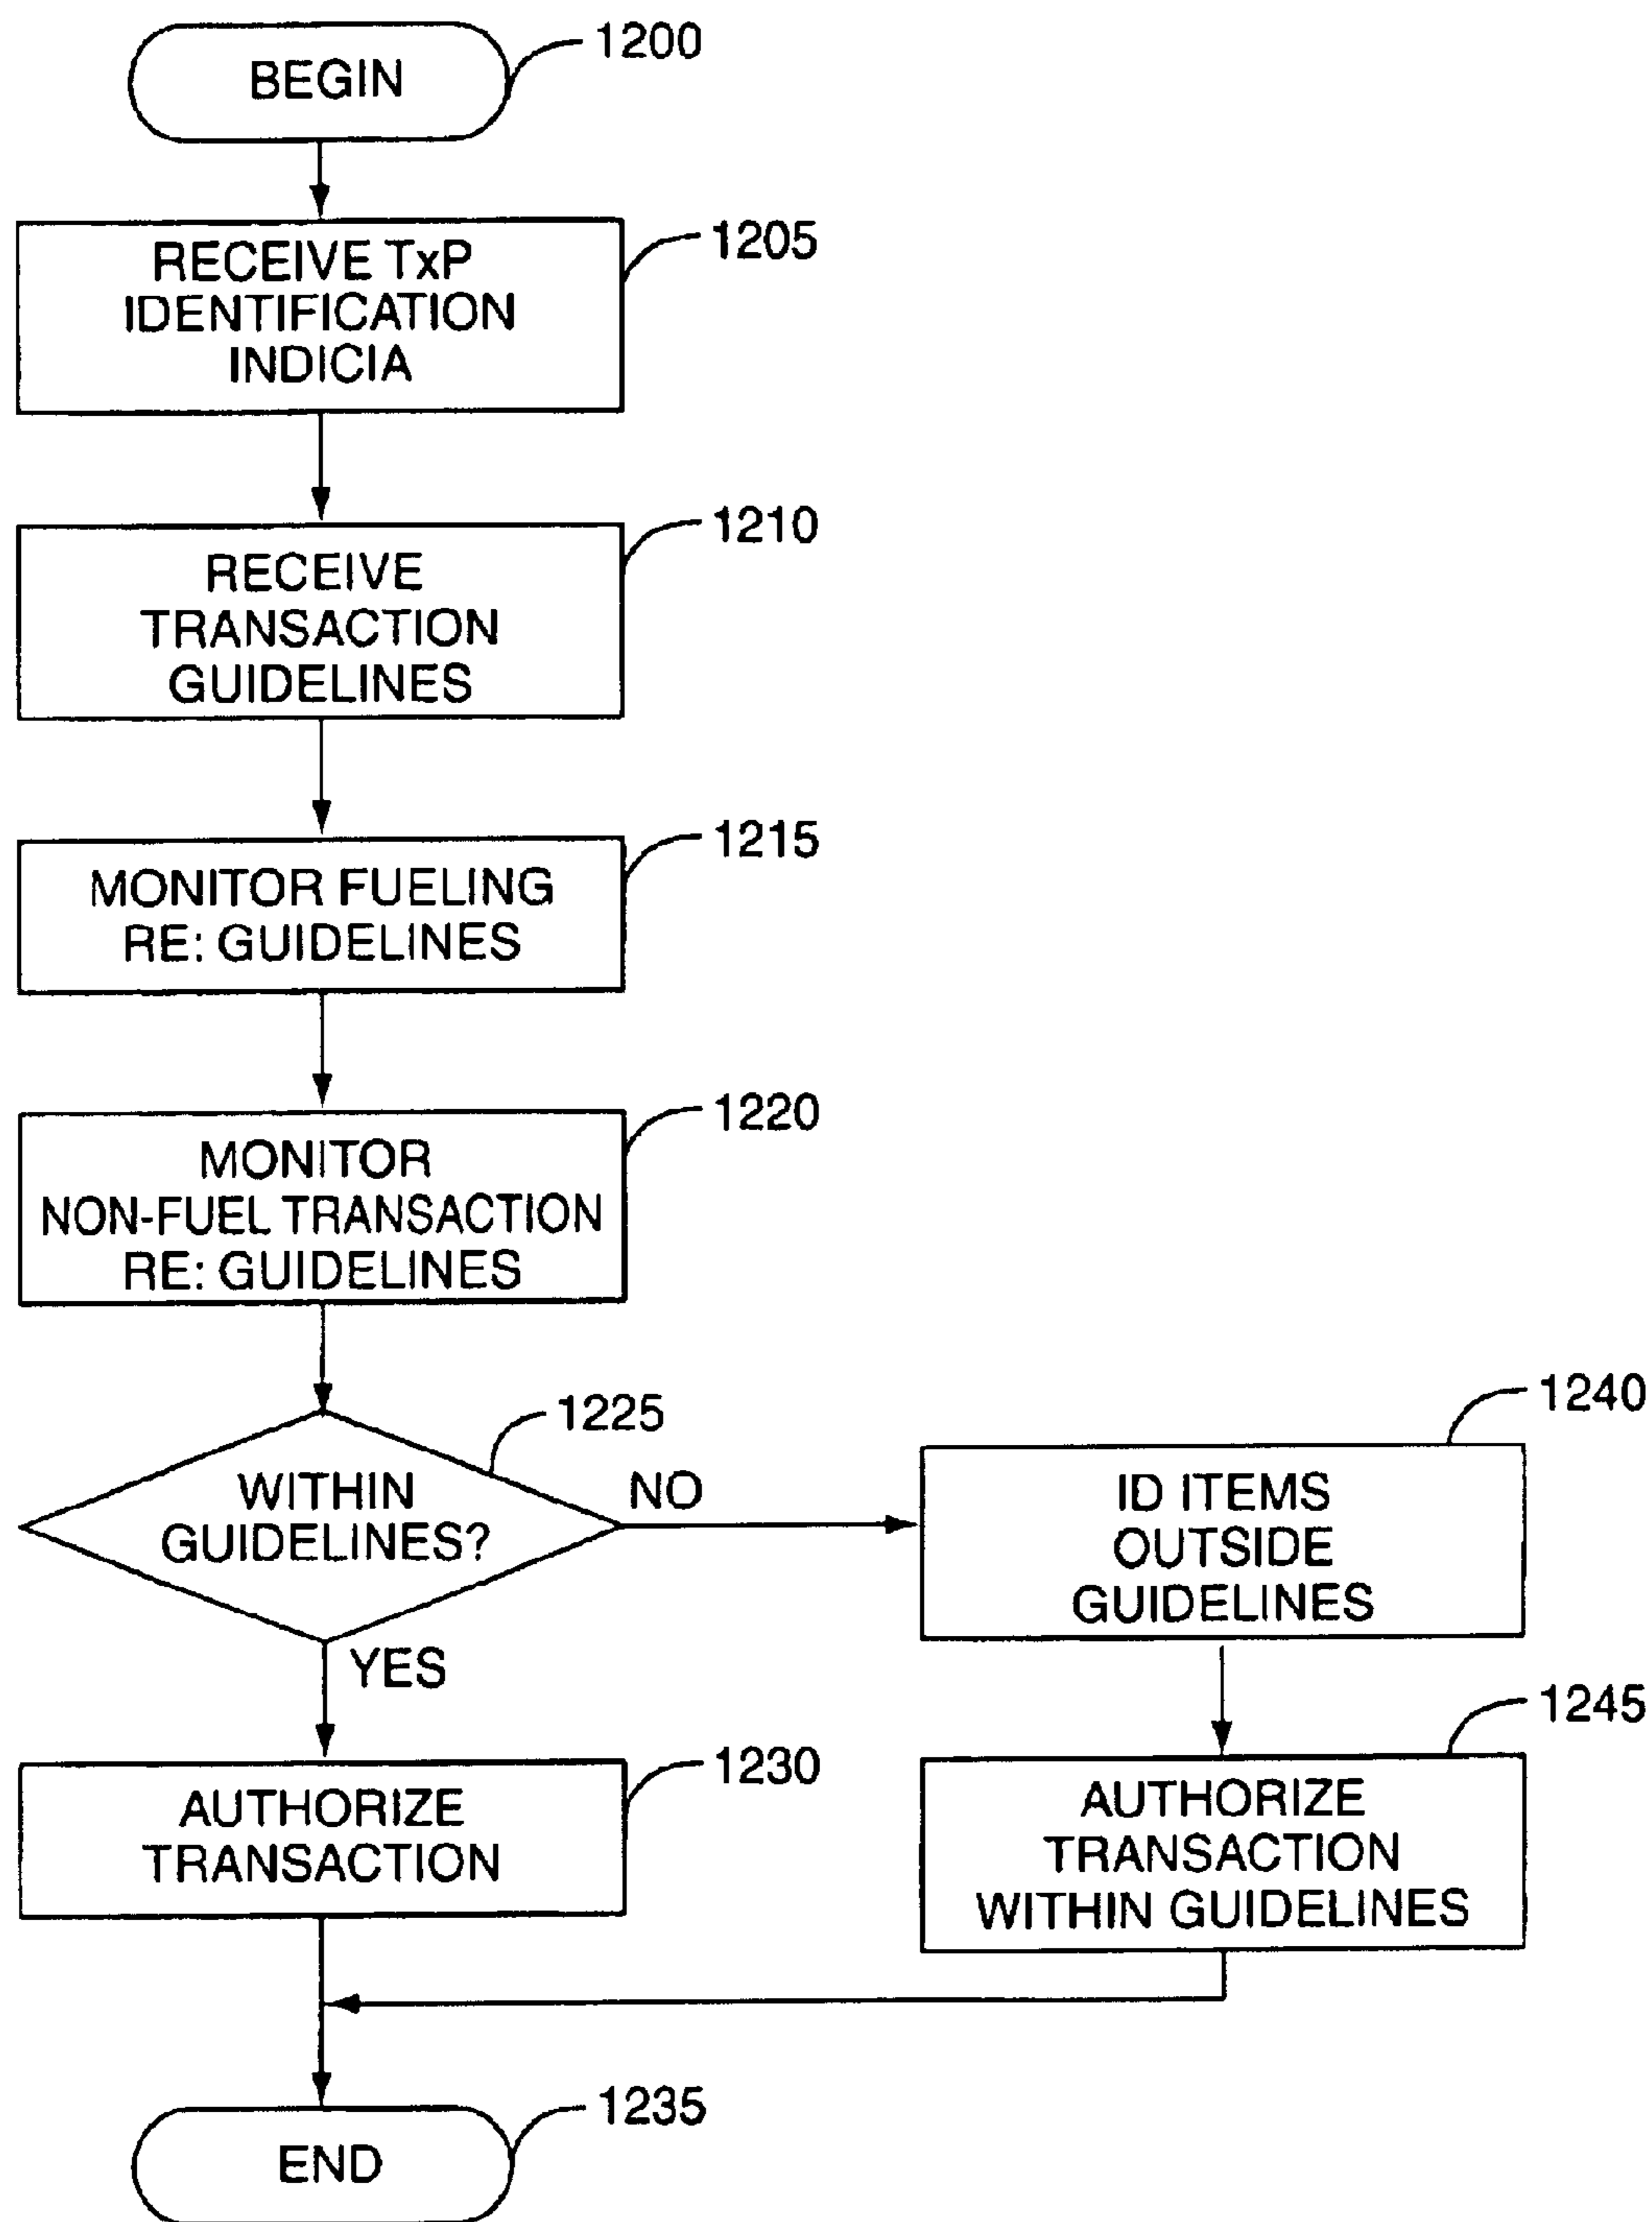 BEGIN
1200
RECEIVE TxP
IDENTIFICATION
INDICIA
1205
RECEIVE
TRANSACTION
GUIDELINES
1210
MONITOR FUELING
RE: GUIDELINES
1215
MONITOR
NON-FUEL TRANSACTION
RE: GUIDELINES
1220
WITHIN
GUIDELINES?
1225
NO
YES
ID ITEMS
OUTSIDE
GUIDELINES
1240
AUTHORIZE
TRANSACTION
1230
AUTHORIZE
TRANSACTION
WITHIN GUIDELINES
1245
END
1235